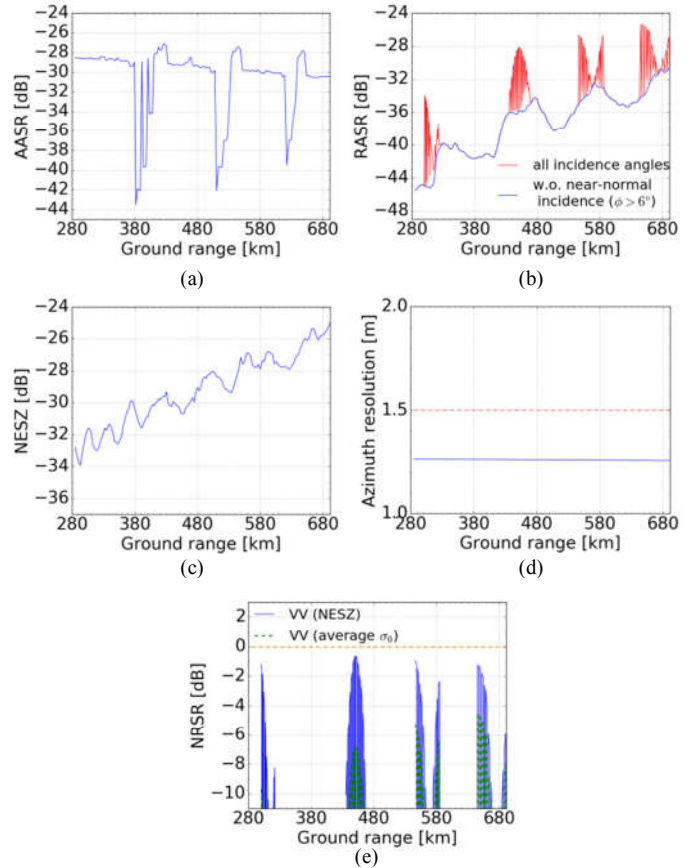 −24
−26
−28
−30
−32
−34
−36
−38
−40
−42
−44
AASR [dB]
280 380 480 580 680
Ground range [km]
(a)
−24
−28
−32
−36
−40
−44
−48
RASR [dB]
all incidence angles
w.o. near-normal
incidence (ϕ > 6°)
280 380 480 580 680
Ground range [km]
(b)
−24
−26
−28
−30
−32
−34
−36
NESZ [dB]
280 380 480 580 680
Ground range [km]
(c)
2.0
1.5
1.0
Azimuth resolution [m]
280 380 480 580 680
Ground range [km]
(d)
2
0
−2
−4
−6
−8
−10
NRSR [dB]
VV (NESZ)
VV (average σ₀)
280 380 480 580 680
Ground range [km]
(e)